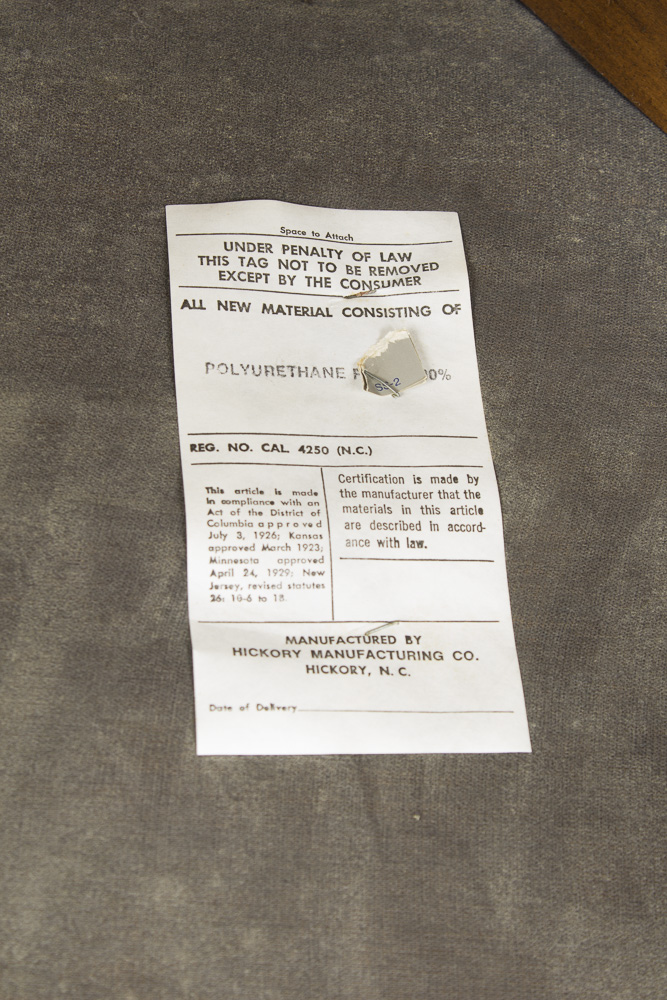 Space to Attach
UNDER PENALTY OF LAW
THIS TAG NOT TO BE REMOVED
EXCEPT BY THE CONSUMER
ALL NEW MATERIAL CONSISTING OF
POLYURETHANE F 0%
REG. NO. CAL. 4250 (N.C.)
This article is made
in compliance with an
Act of the District of
Columbia approved
July 3, 1926; Kansas
approved March 1923;
Minnesota approved
April 24, 1929; New
Jersey, revised statutes
26: 10-6 to 18.
Certification is made by
the manufacturer that the
materials in this article
are described in accord-
ance with law.
MANUFACTURED BY
HICKORY MANUFACTURING CO.
HICKORY, N. C.
Date of Delivery